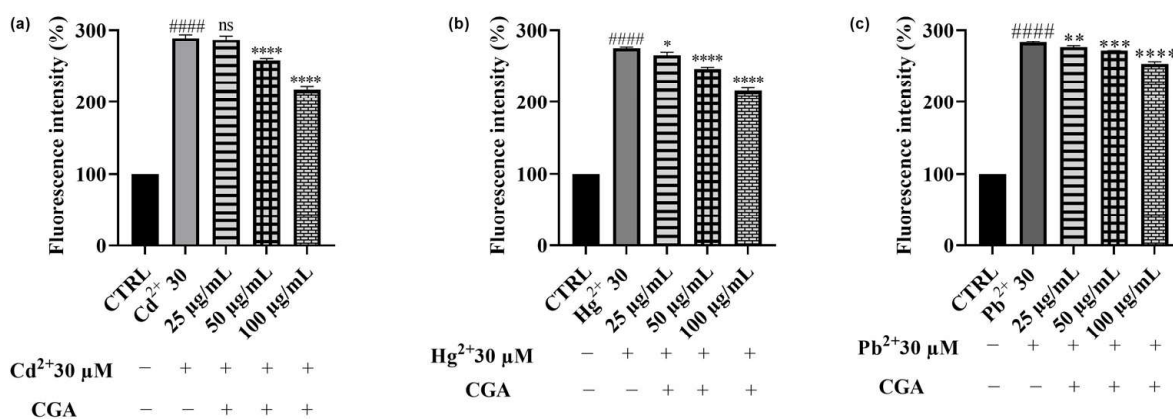 (a)
Fluorescence intensity (%)
300
200
100
0
####
ns
****
****
CTRL
Cd²⁺ 30
25 μg/mL
50 μg/mL
100 μg/mL
Cd²⁺30 μM − + + + +
CGA − − + + +
(b)
Fluorescence intensity (%)
300
200
100
0
####
*
****
****
CTRL
Hg²⁺ 30
25 μg/mL
50 μg/mL
100 μg/mL
Hg²⁺30 μM − + + + +
CGA − − + + +
(c)
Fluorescence intensity (%)
300
200
100
0
####
**
***
****
CTRL
Pb²⁺ 30
25 μg/mL
50 μg/mL
100 μg/mL
Pb²⁺30 μM − + + + +
CGA − − + + +